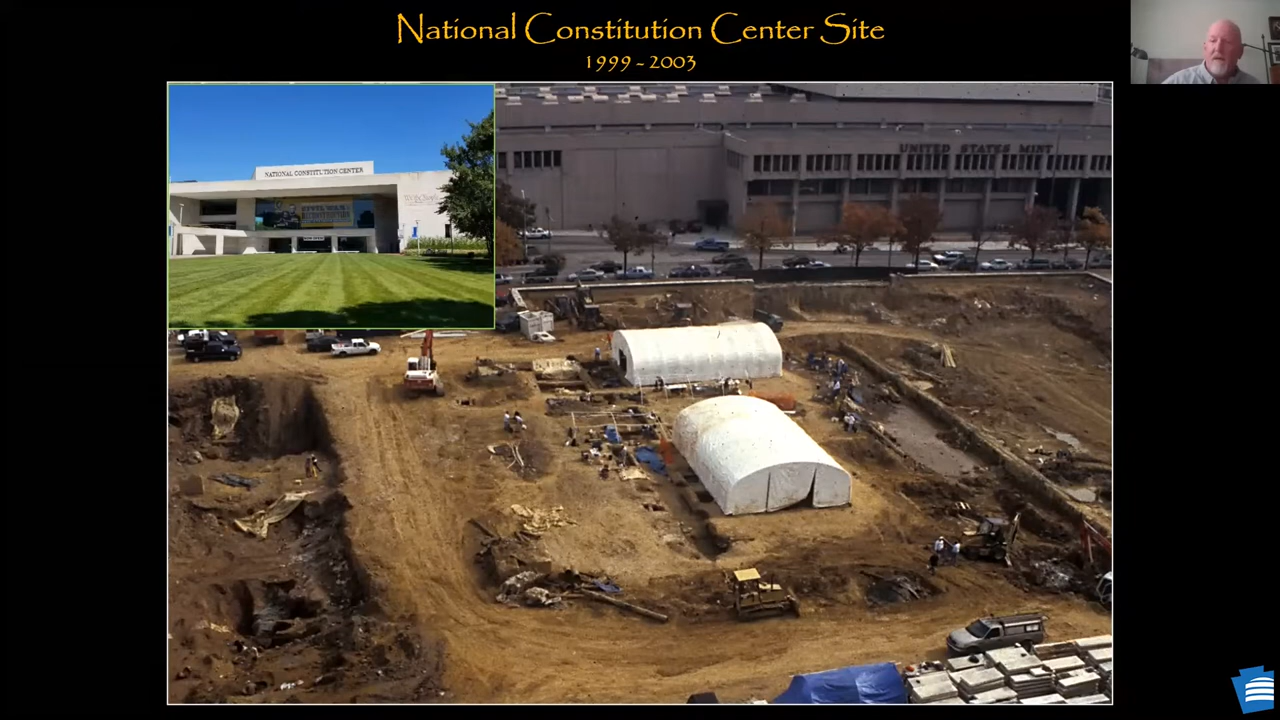 National Constitution Center Site
1999 - 2003
NATIONAL CONSTITUTION CENTER
UNITED STATES MINT